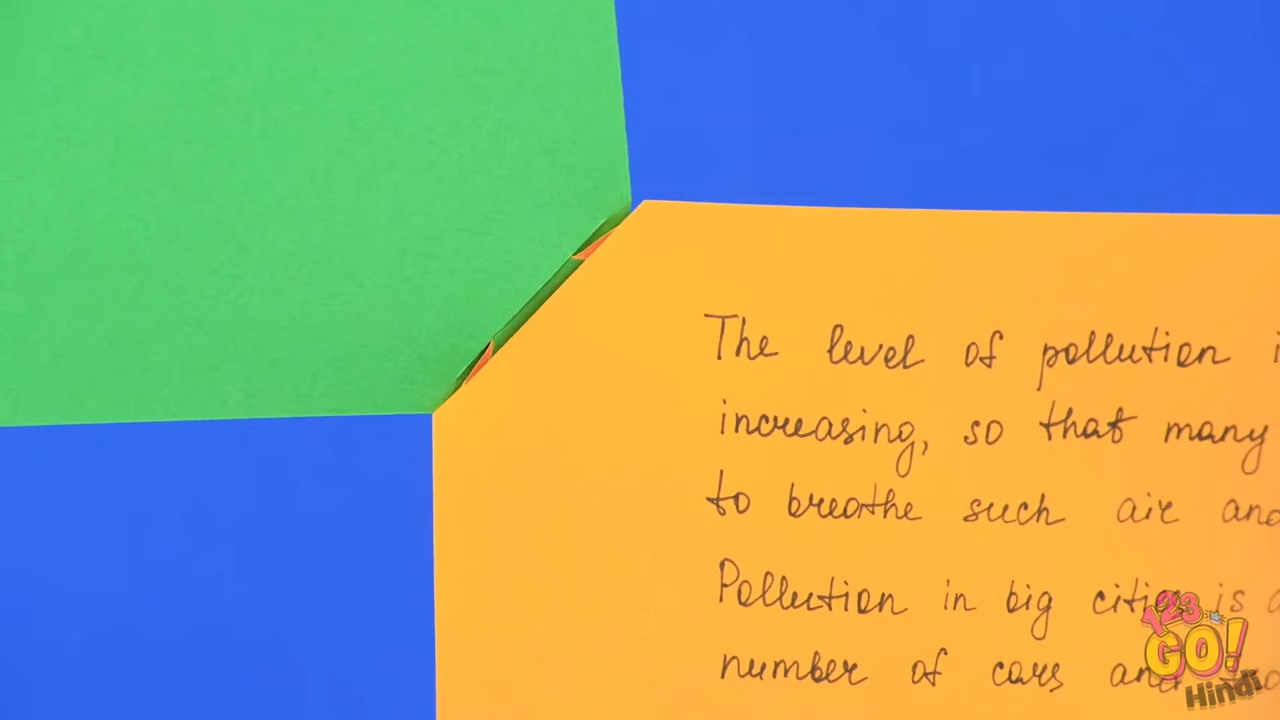 The level of pollution
increasing, so that many
to breathe such air and
Pollution in big cities is
number of cars and
123
GO!
Hindi